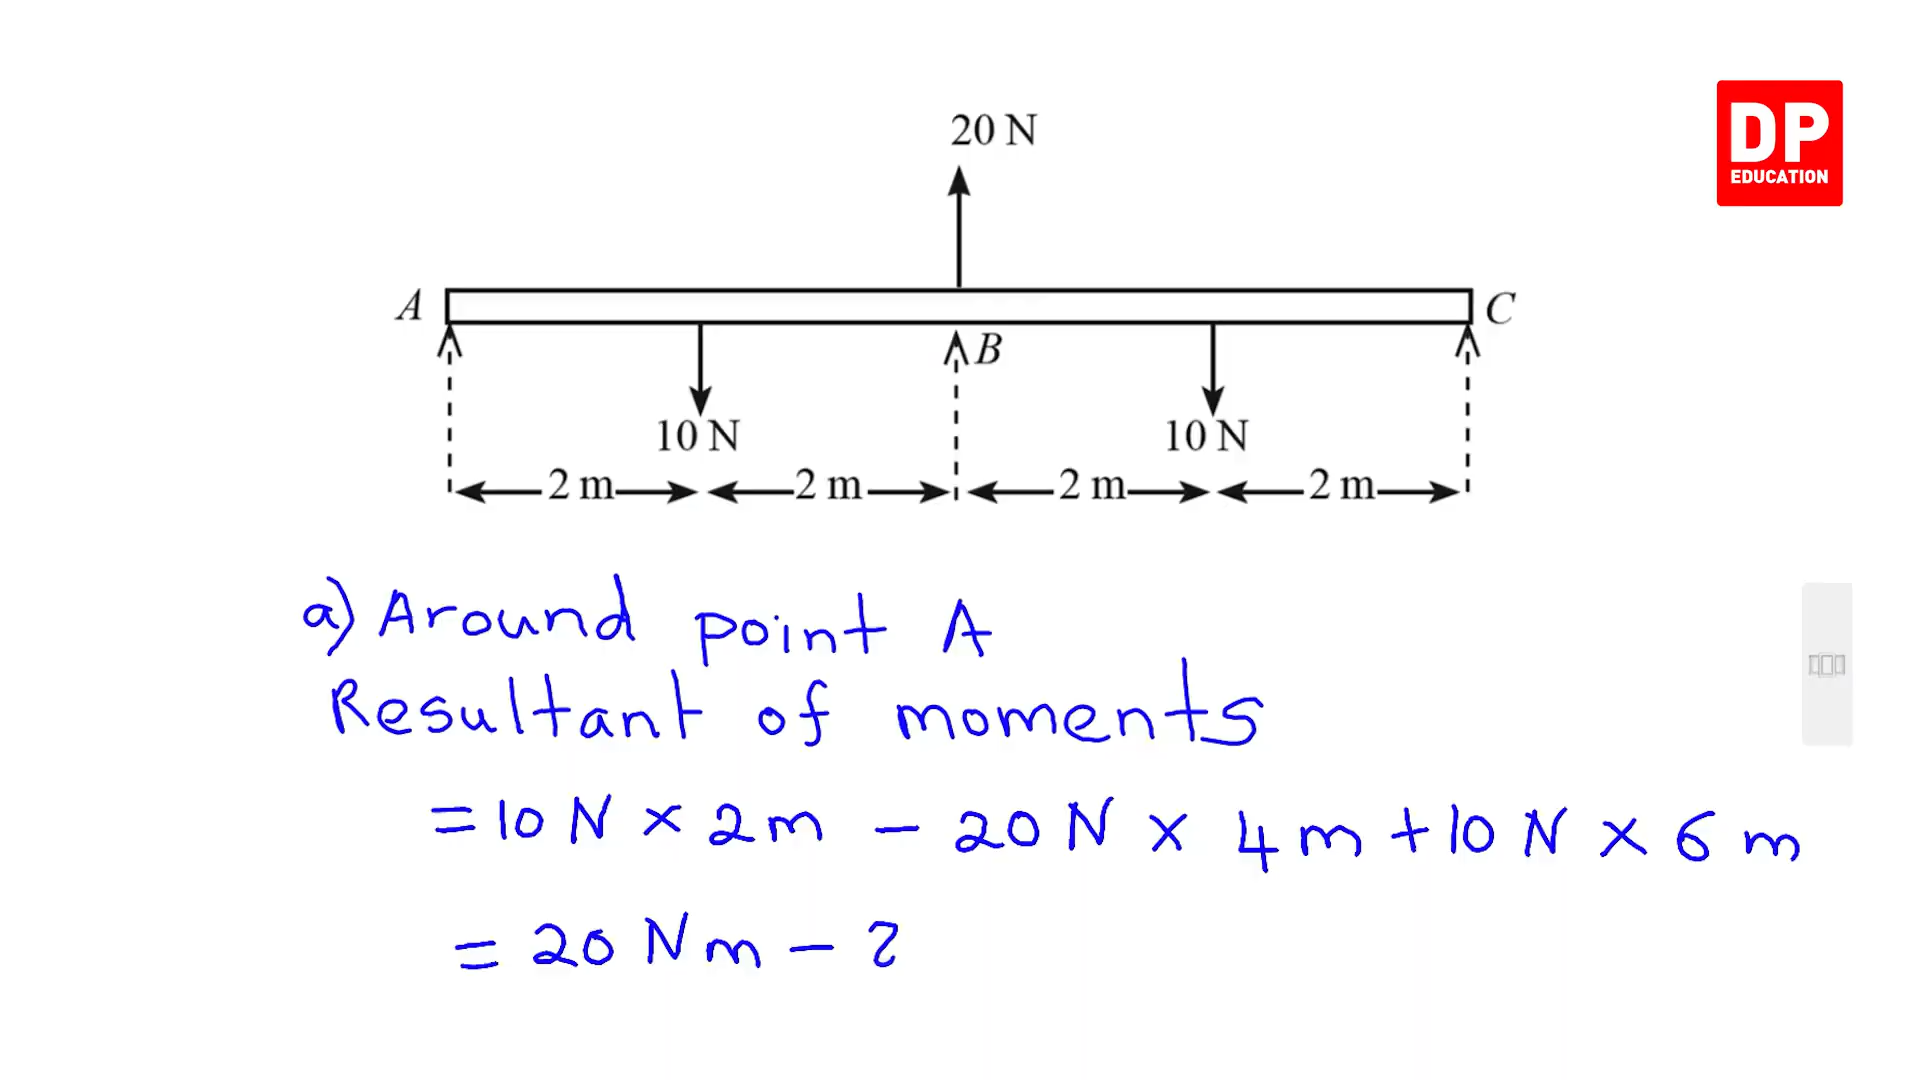 DP
EDUCATION
20 N
A
C
B
10 N
10 N
2 m
2 m
2 m
2 m
a) Around point A
Resultant of moments
= 10 N × 2 m - 20 N × 4 m + 10 N × 6 m
= 20 Nm -